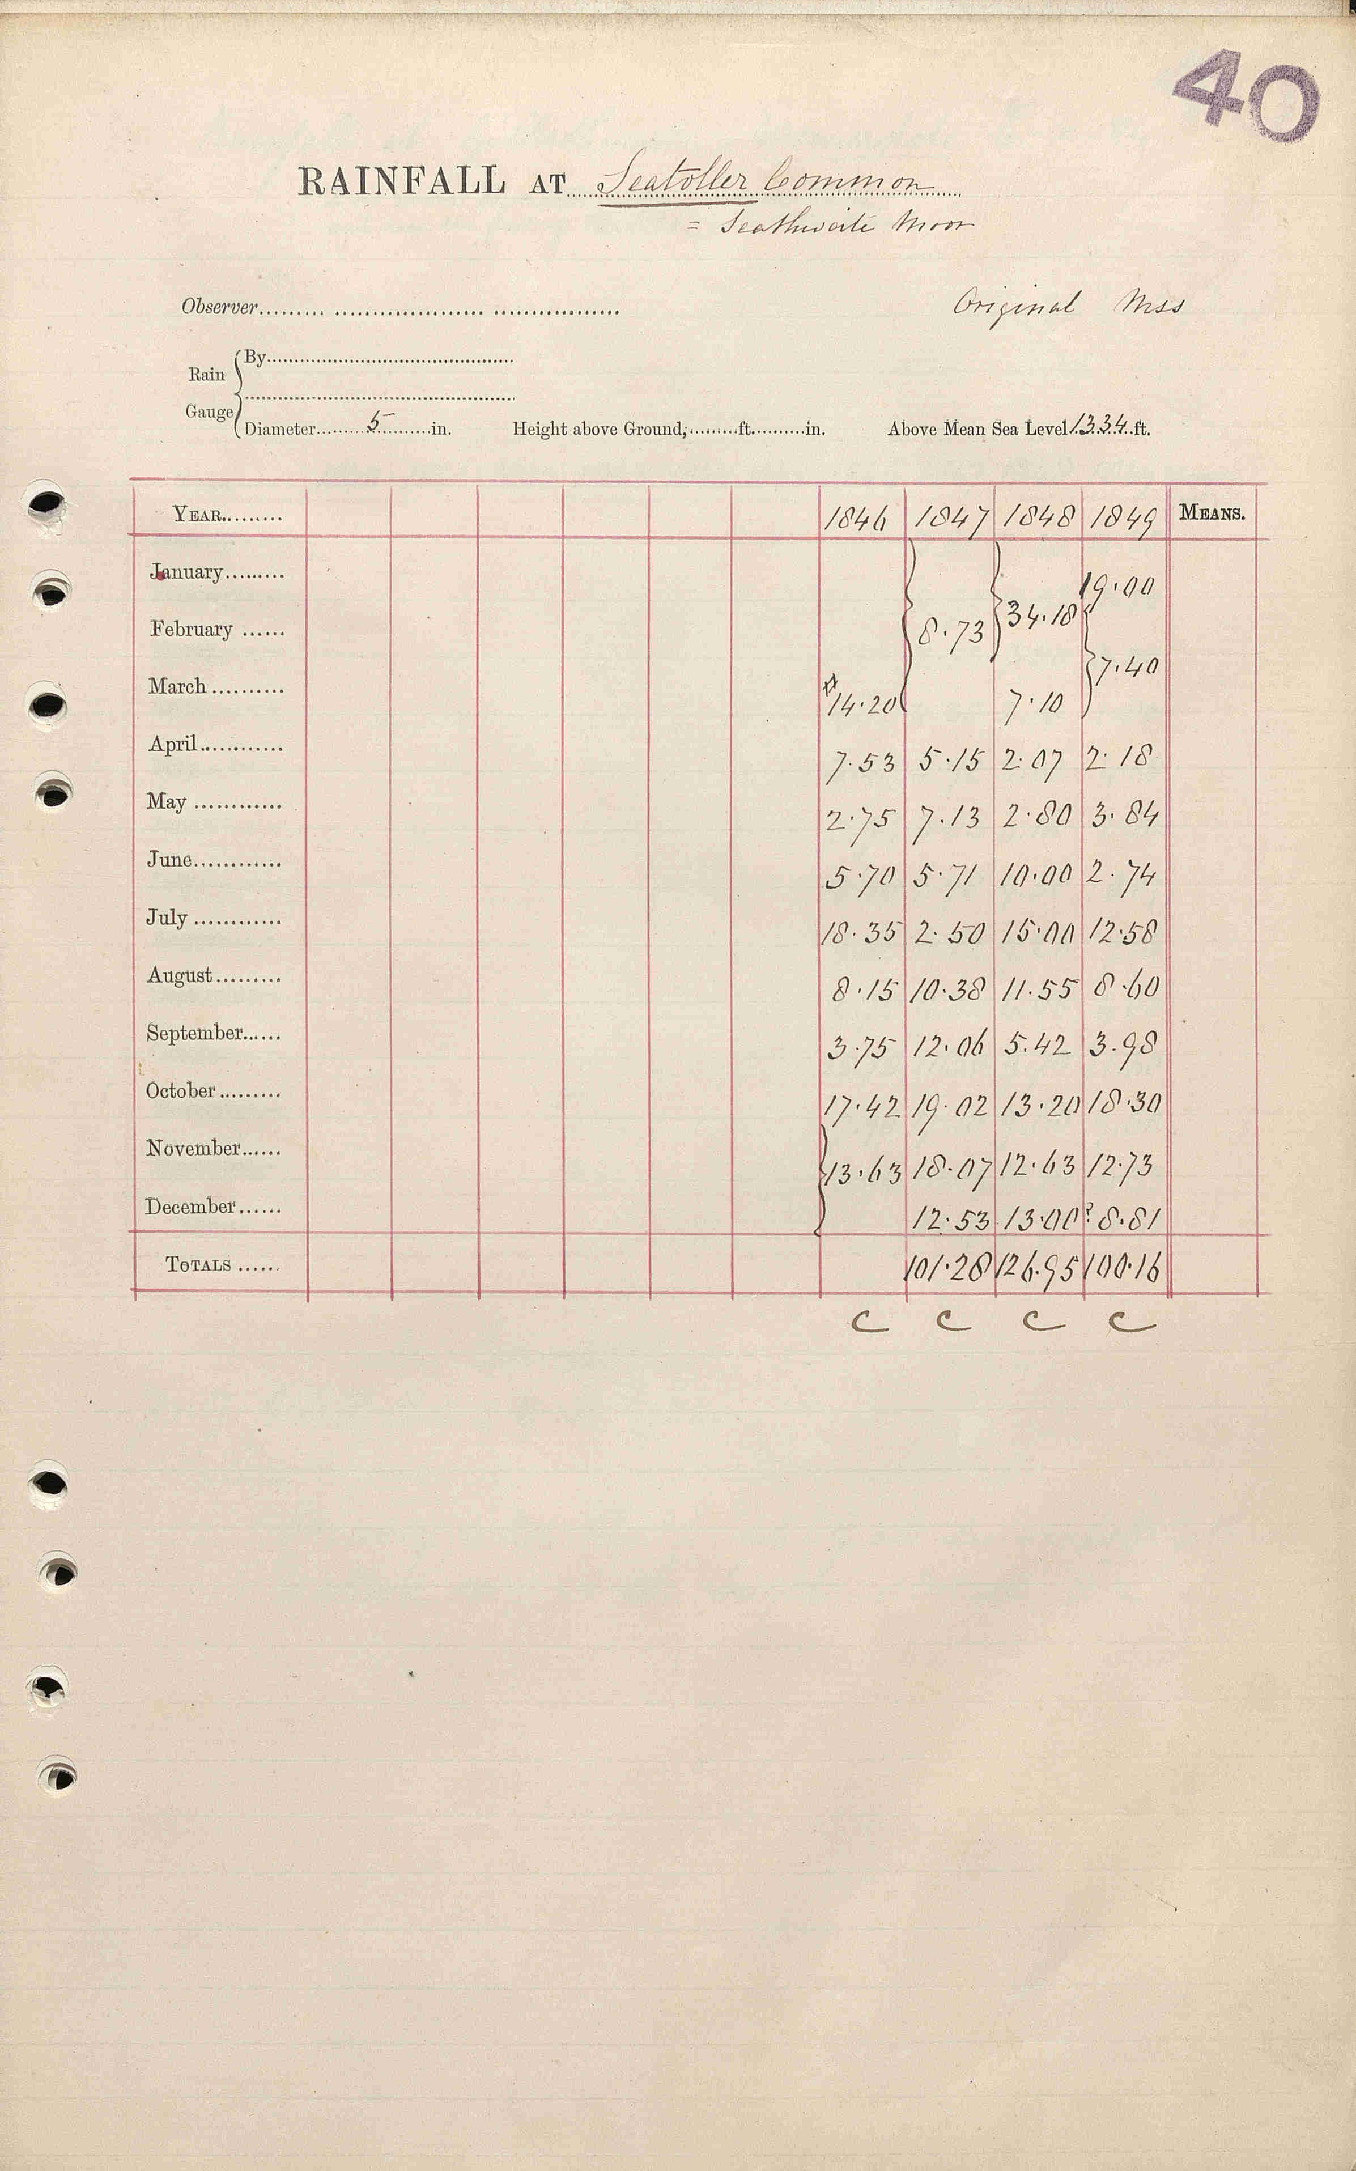 40
RAINFALL AT Seatoller Common
= Seathwaite Moor
Observer.................................................. Original Mss
Rain Gauge { By..................................................
..................................................
Diameter.........5.........in. Height above Ground,.........ft.........in. Above Mean Sea Level 1334 ft.
YEAR......... 1846 1847 1848 1849 MEANS.
January......... 19.00
February ...... 8.73 34.18
7.40
March.......... ☆14.20 7.10
April............ 7.53 5.15 2.07 2.18
May ............ 2.75 7.13 2.80 3.84
June............ 5.70 5.71 10.00 2.74
July ............ 18.35 2.50 15.00 12.58
August......... 8.15 10.38 11.55 8.60
September...... 3.75 12.06 5.42 3.98
October ......... 17.42 19.02 13.20 18.30
November...... 13.63 18.07 12.63 12.73
December...... 12.53 13.00? 8.81
TOTALS ...... 101.28 126.95 100.16
C C C C